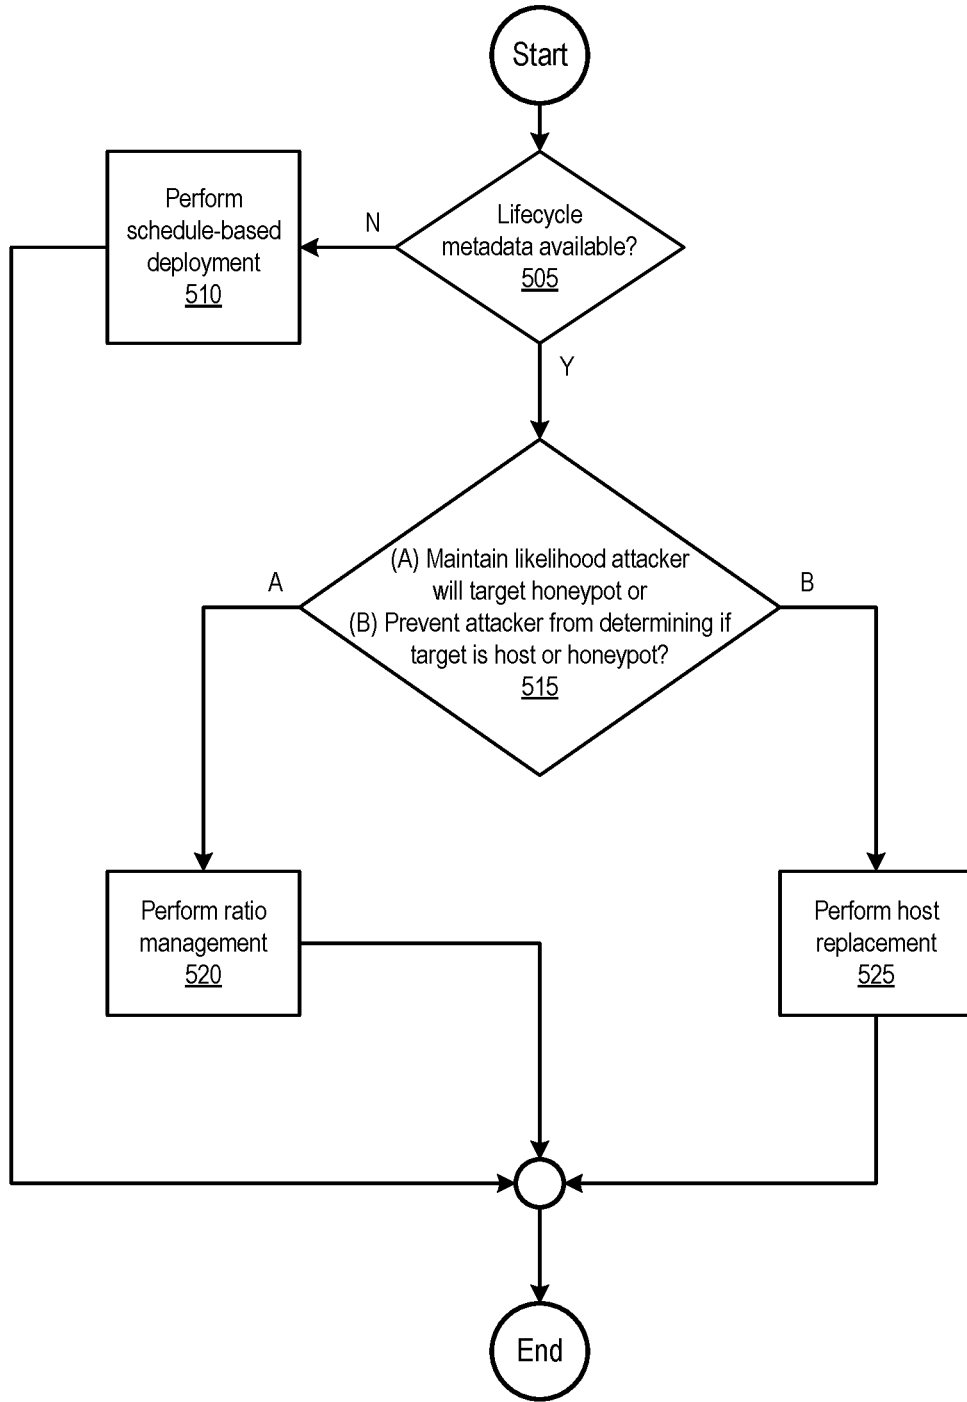 Start
Lifecycle
metadata available?
505
N
Perform
schedule-based
deployment
510
Y
(A) Maintain likelihood attacker
will target honeypot or
(B) Prevent attacker from determining if
target is host or honeypot?
515
A
B
Perform ratio
management
520
Perform host
replacement
525
End